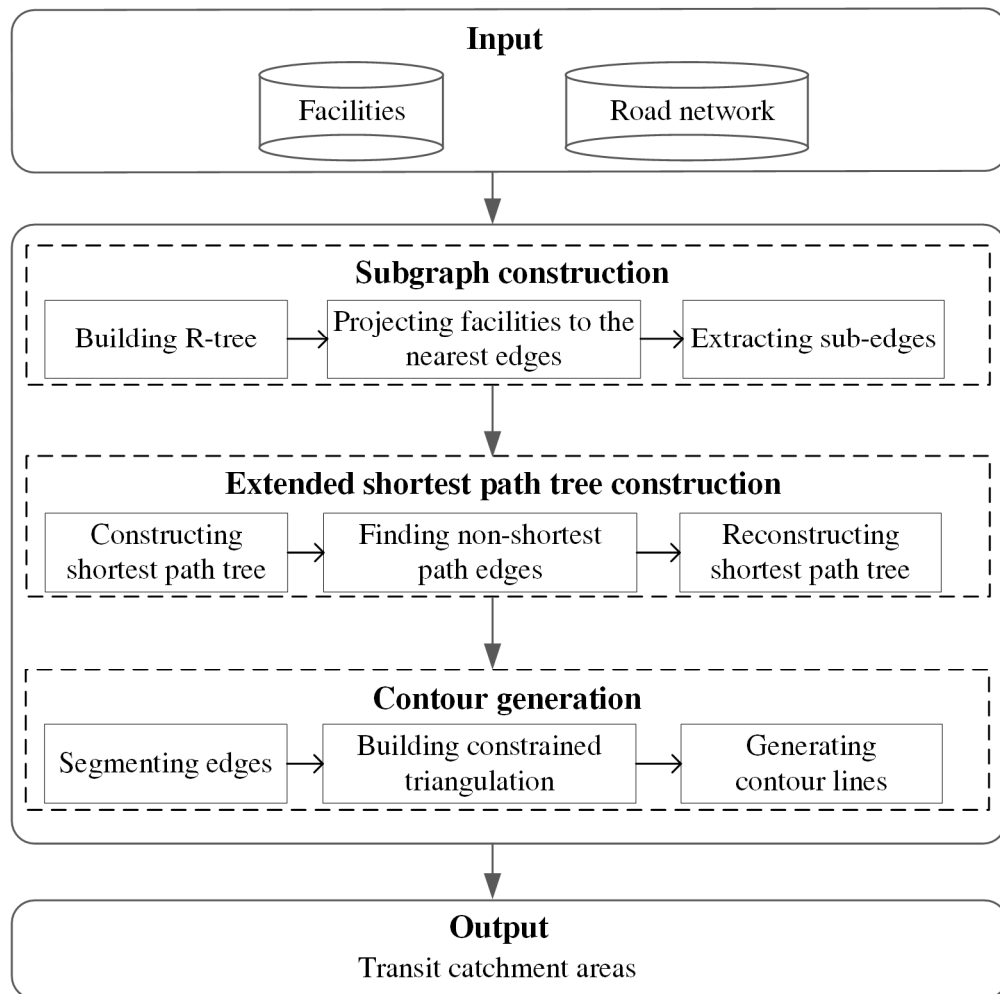 Input
Facilities
Road network
Subgraph construction
Building R-tree
Projecting facilities to the
nearest edges
Extracting sub-edges
Extended shortest path tree construction
Constructing
shortest path tree
Finding non-shortest
path edges
Reconstructing
shortest path tree
Contour generation
Segmenting edges
Building constrained
triangulation
Generating
contour lines
Output
Transit catchment areas